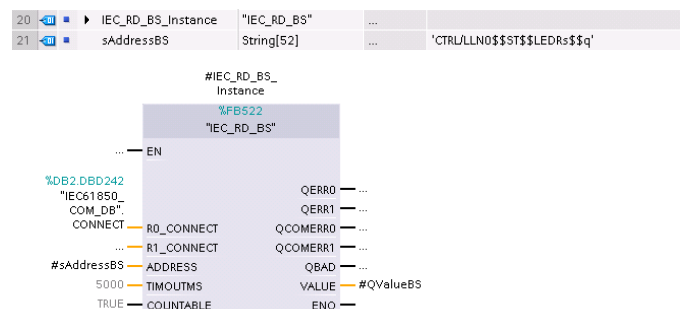 20 IEC_RD_BS_Instance "IEC_RD_BS" ...
21 sAddressBS String[52] ... 'CTRL/LLN0$$ST$$LEDRs$$q'
#IEC_RD_BS_
Instance
%FB522
"IEC_RD_BS"
... EN
%DB2.DBD242
"IEC61850_
COM_DB".
CONNECT R0_CONNECT
... R1_CONNECT
#sAddressBS ADDRESS
5000 TIMOUTMS
TRUE COUNTABLE
QERR0 ...
QERR1 ...
QCOMERR0 ...
QCOMERR1 ...
QBAD ...
VALUE #QValueBS
ENO